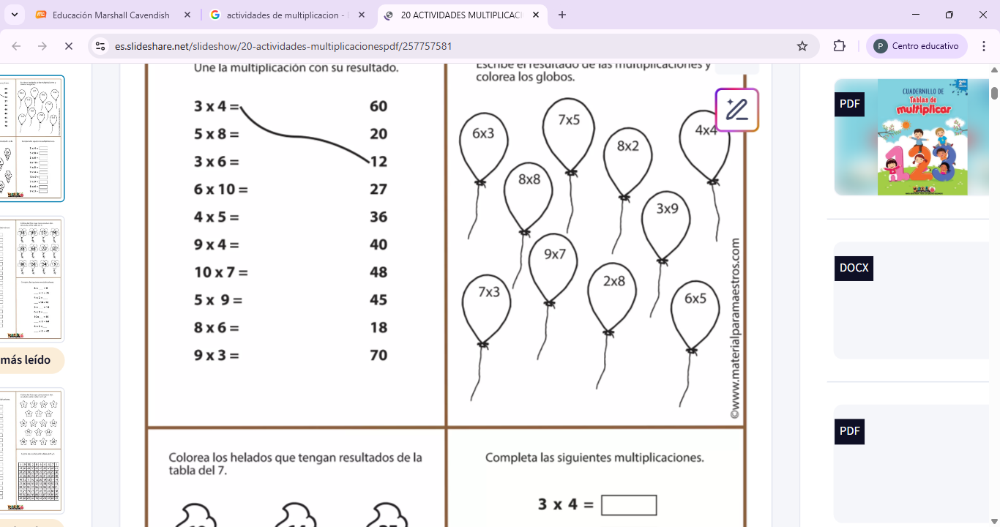 Educación Marshall Cavendish
actividades de multiplicacion -
20 ACTIVIDADES MULTIPLICACI
es.slideshare.net/slideshow/20-actividades-multiplicacionespdf/257757581
P
Centro educativo
más leído
Une la multiplicación con su resultado.
3 x 4 = 60
5 x 8 = 20
3 x 6 = 12
6 x 10 = 27
4 x 5 = 36
9 x 4 = 40
10 x 7 = 48
5 x 9 = 45
8 x 6 = 18
9 x 3 = 70
Escribe el resultado de las multiplicaciones y
colorea los globos.
6x3
7x5
8x2
4x4
8x8
3x9
9x7
2x8
7x3
6x5
©www.materialparamaestros.com
Colorea los helados que tengan resultados de la
tabla del 7.
Completa las siguientes multiplicaciones.
3 x 4 =
PDF
CUADERNILLO DE
Tablas de
multiplicar
123
DOCX
PDF